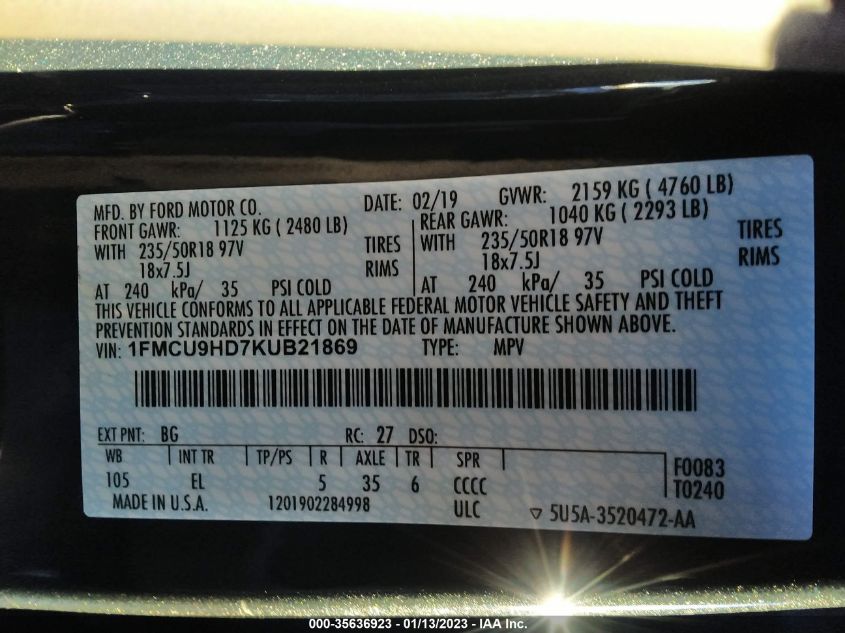 MFD. BY FORD MOTOR CO. DATE: 02/19 GVWR: 2159 KG ( 4760 LB)
FRONT GAWR: 1125 KG ( 2480 LB) REAR GAWR: 1040 KG ( 2293 LB)
WITH 235/50R18 97V TIRES WITH 235/50R18 97V TIRES
18x7.5J RIMS 18x7.5J RIMS
AT 240 kPa/ 35 PSI COLD AT 240 kPa/ 35 PSI COLD
THIS VEHICLE CONFORMS TO ALL APPLICABLE FEDERAL MOTOR VEHICLE SAFETY AND THEFT
PREVENTION STANDARDS IN EFFECT ON THE DATE OF MANUFACTURE SHOWN ABOVE.
VIN: 1FMCU9HD7KUB21869 TYPE: MPV
EXT PNT: BG RC: 27 DSO:
WB INT TR TP/PS R AXLE TR SPR F0083
105 EL 5 35 6 CCCC T0240
MADE IN U.S.A. 1201902284998 ULC ▽ 5U5A-3520472-AA
000-35636923 - 01/13/2023 - IAA Inc.